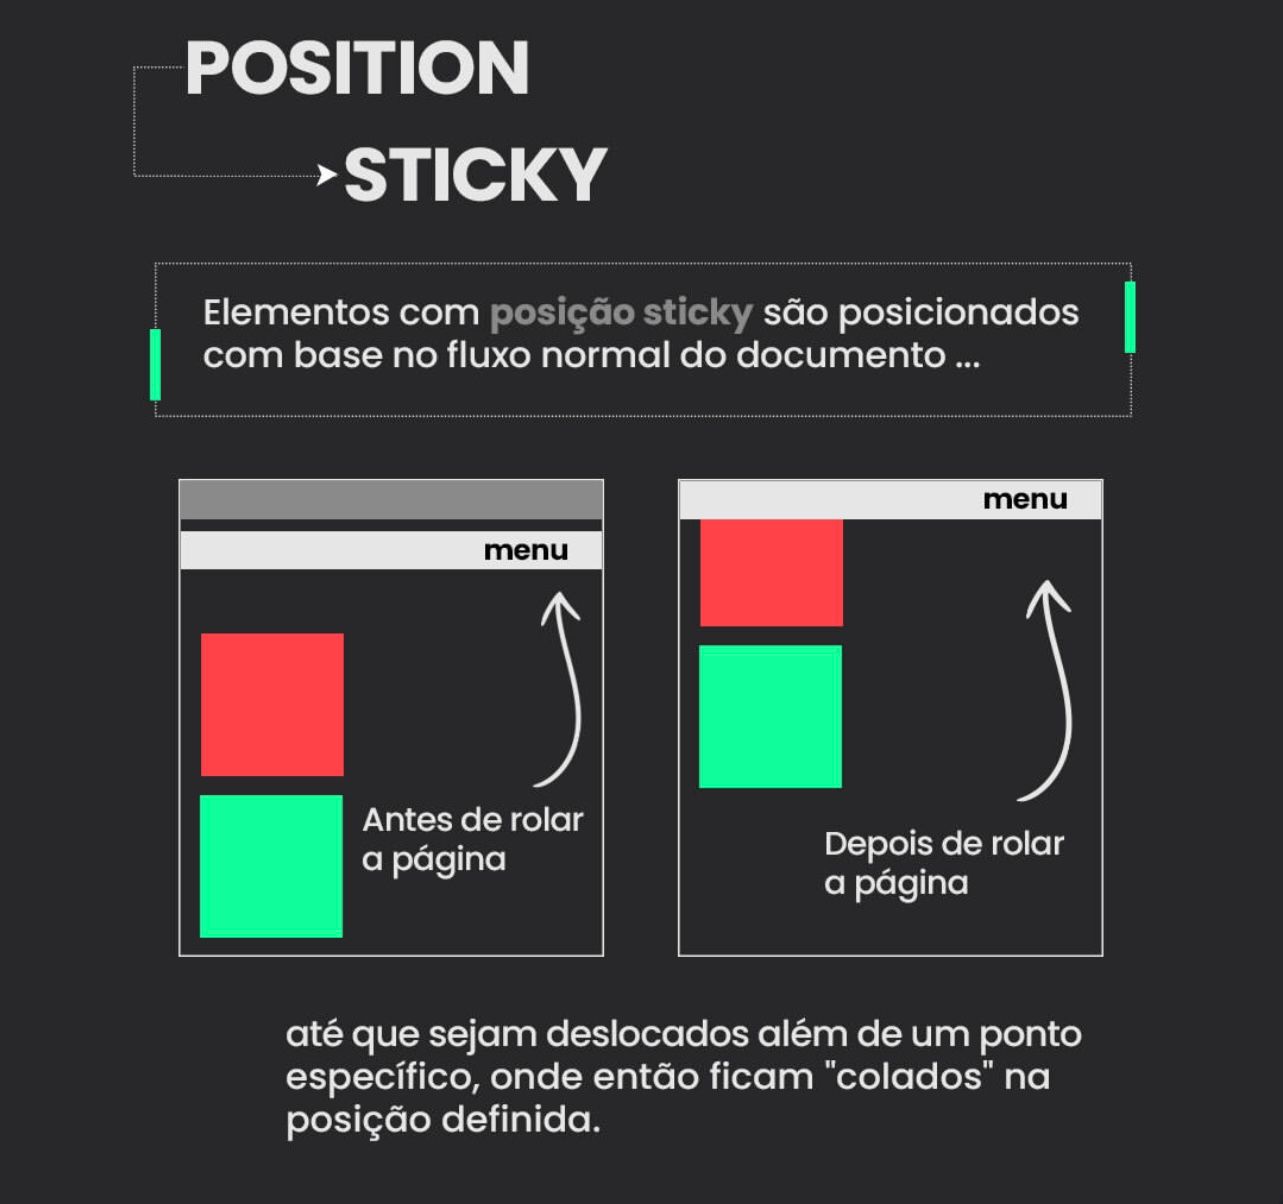 POSITION
STICKY
Elementos com posição sticky são posicionados
com base no fluxo normal do documento ...
menu
Antes de rolar
a página
menu
Depois de rolar
a página
até que sejam deslocados além de um ponto
específico, onde então ficam "colados" na
posição definida.